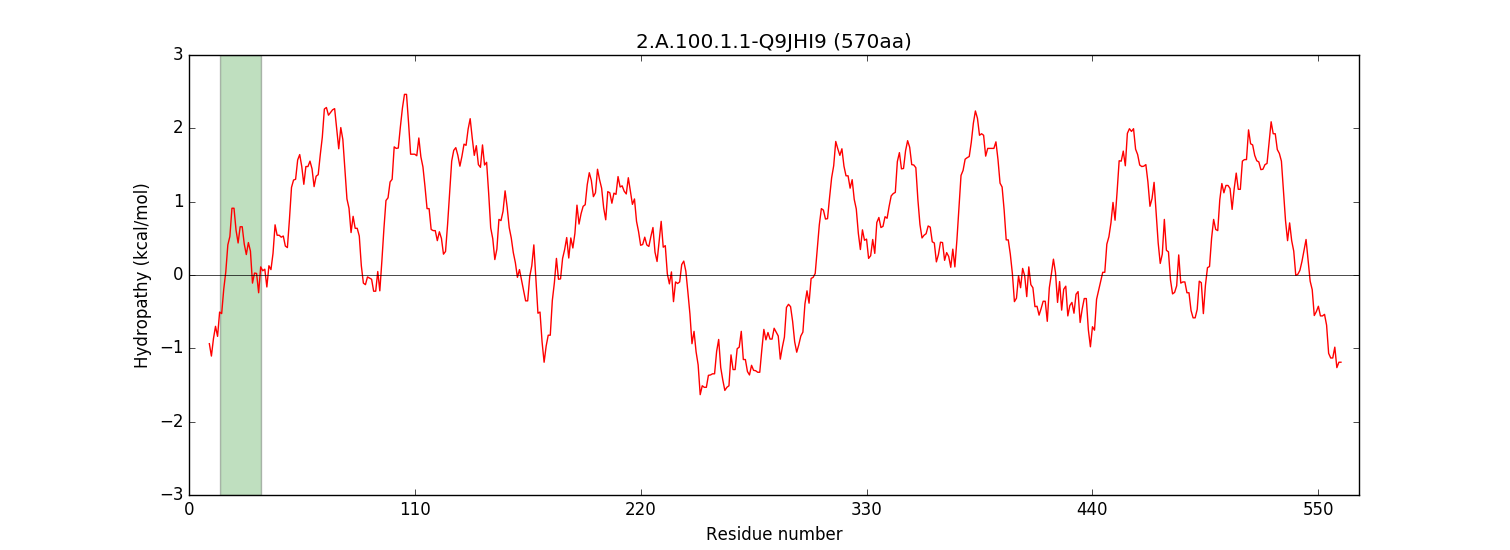 2.A.100.1.1-Q9JHI9 (570aa)
3
2
1
0
−1
−2
−3
Hydropathy (kcal/mol)
0 110 220 330 440 550
Residue number